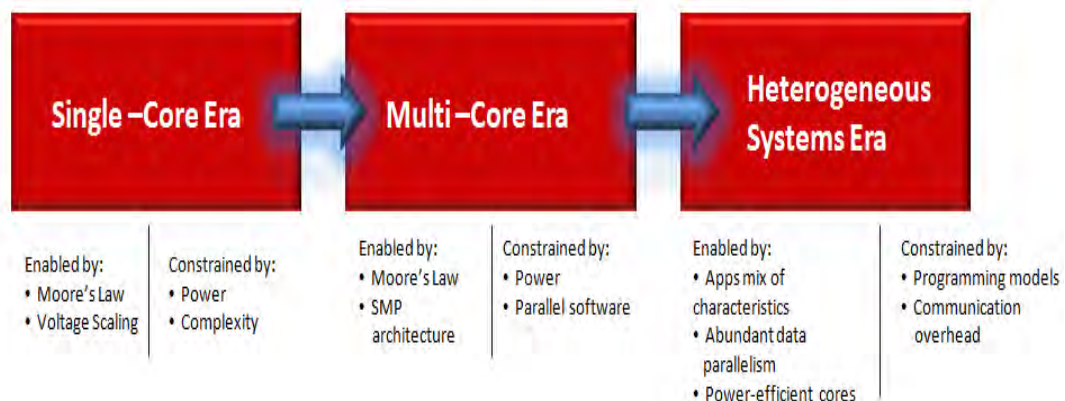 Single –Core Era
Multi –Core Era
Heterogeneous
Systems Era
Enabled by:
• Moore's Law
• Voltage Scaling
Constrained by:
• Power
• Complexity
Enabled by:
• Moore's Law
• SMP
architecture
Constrained by:
• Power
• Parallel software
Enabled by:
• Apps mix of
characteristics
• Abundant data
parallelism
• Power-efficient cores
Constrained by:
• Programming models
• Communication
overhead